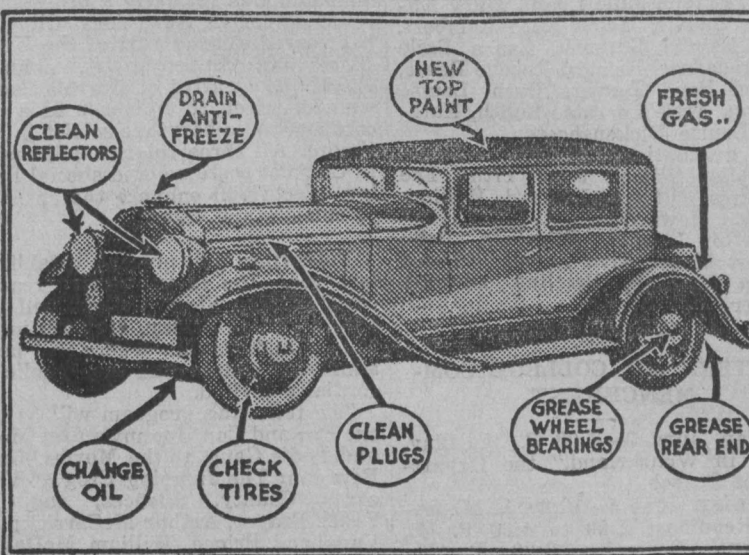 CLEAN
REFLECTORS
DRAIN
ANTI-
FREEZE
NEW
TOP
PAINT
FRESH
GAS..
CHANGE
OIL
CHECK
TIRES
CLEAN
PLUGS
GREASE
WHEEL
BEARINGS
GREASE
REAR END